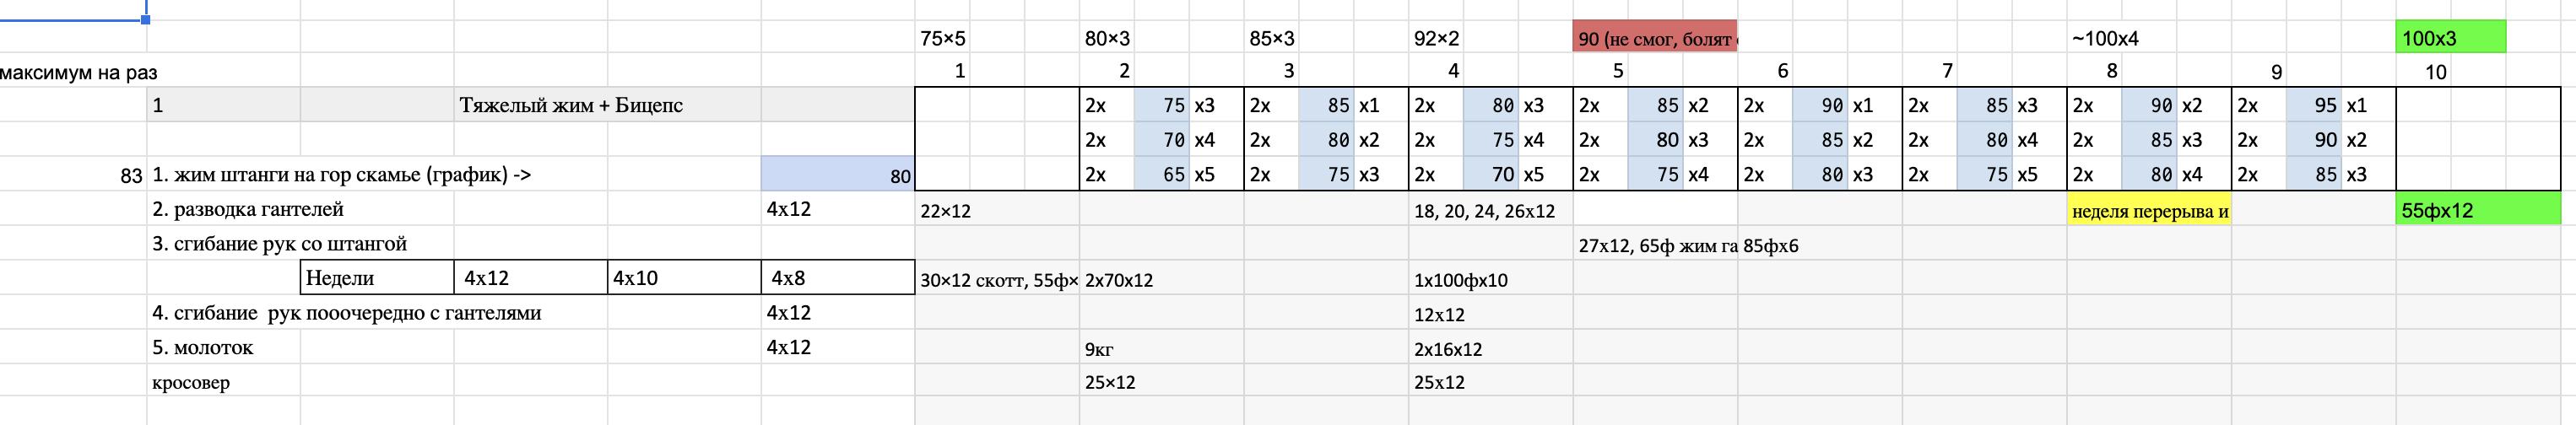 75×5 80×3 85×3 92×2 90 (не смог, болят ~100x4 100x3
максимум на раз 1 2 3 4 5 6 7 8 9 10
1 Тяжелый жим + Бицепс 2x 75 x3 2x 85 x1 2x 80 x3 2x 85 x2 2x 90 x1 2x 85 x3 2x 90 x2 2x 95 x1
2x 70 x4 2x 80 x2 2x 75 x4 2x 80 x3 2x 85 x2 2x 80 x4 2x 85 x3 2x 90 x2
83 1. жим штанги на гор скамье (график) -> 80 2x 65 x5 2x 75 x3 2x 70 x5 2x 75 x4 2x 80 x3 2x 75 x5 2x 80 x4 2x 85 x3
2. разводка гантелей 4x12 22×12 18, 20, 24, 26x12 неделя перерыва и 55фx12
3. сгибание рук со штангой 27x12, 65ф жим га 85фx6
Недели 4x12 4x10 4x8 30×12 скотт, 55ф× 2x70x12 1x100фx10
4. сгибание рук пооочередно с гантелями 4x12 12x12
5. молоток 4x12 9кг 2x16x12
кросовер 25×12 25x12